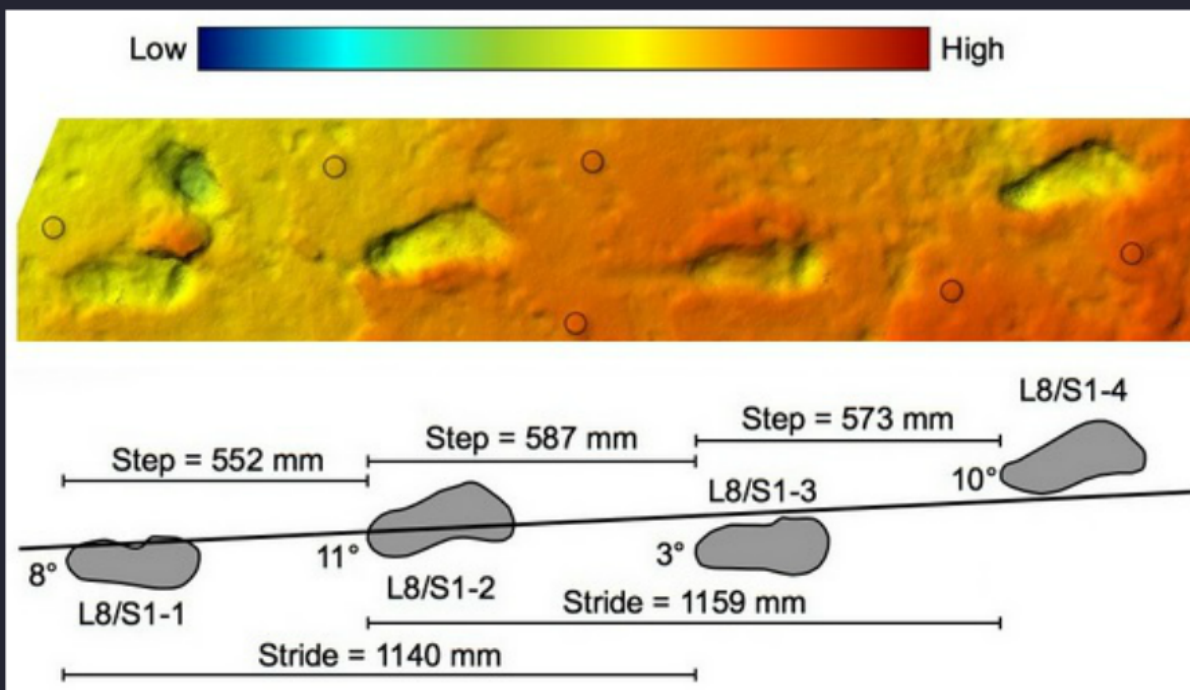 Low High
L8/S1-4
Step = 573 mm
Step = 587 mm
Step = 552 mm
10°
L8/S1-3
11°
3°
8°
L8/S1-2
L8/S1-1
Stride = 1159 mm
Stride = 1140 mm